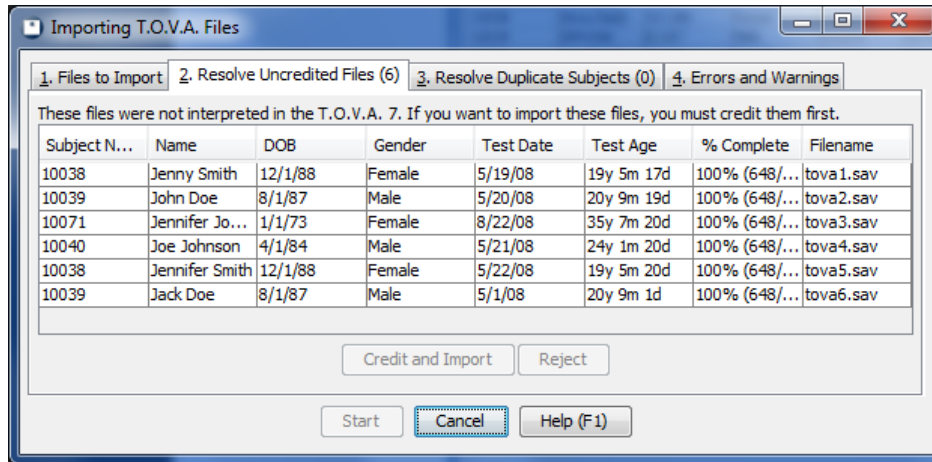 Importing T.O.V.A. Files
1. Files to Import 2. Resolve Uncredited Files (6) 3. Resolve Duplicate Subjects (0) 4. Errors and Warnings
These files were not interpreted in the T.O.V.A. 7. If you want to import these files, you must credit them first.
Subject N... Name DOB Gender Test Date Test Age % Complete Filename
10038 Jenny Smith 12/1/88 Female 5/19/08 19y 5m 17d 100% (648/... tova1.sav
10039 John Doe 8/1/87 Male 5/20/08 20y 9m 19d 100% (648/... tova2.sav
10071 Jennifer Jo... 1/1/73 Female 8/22/08 35y 7m 20d 100% (648/... tova3.sav
10040 Joe Johnson 4/1/84 Male 5/21/08 24y 1m 20d 100% (648/... tova4.sav
10038 Jennifer Smith 12/1/88 Female 5/22/08 19y 5m 20d 100% (648/... tova5.sav
10039 Jack Doe 8/1/87 Male 5/1/08 20y 9m 1d 100% (648/... tova6.sav
Credit and Import Reject
Start Cancel Help (F1)